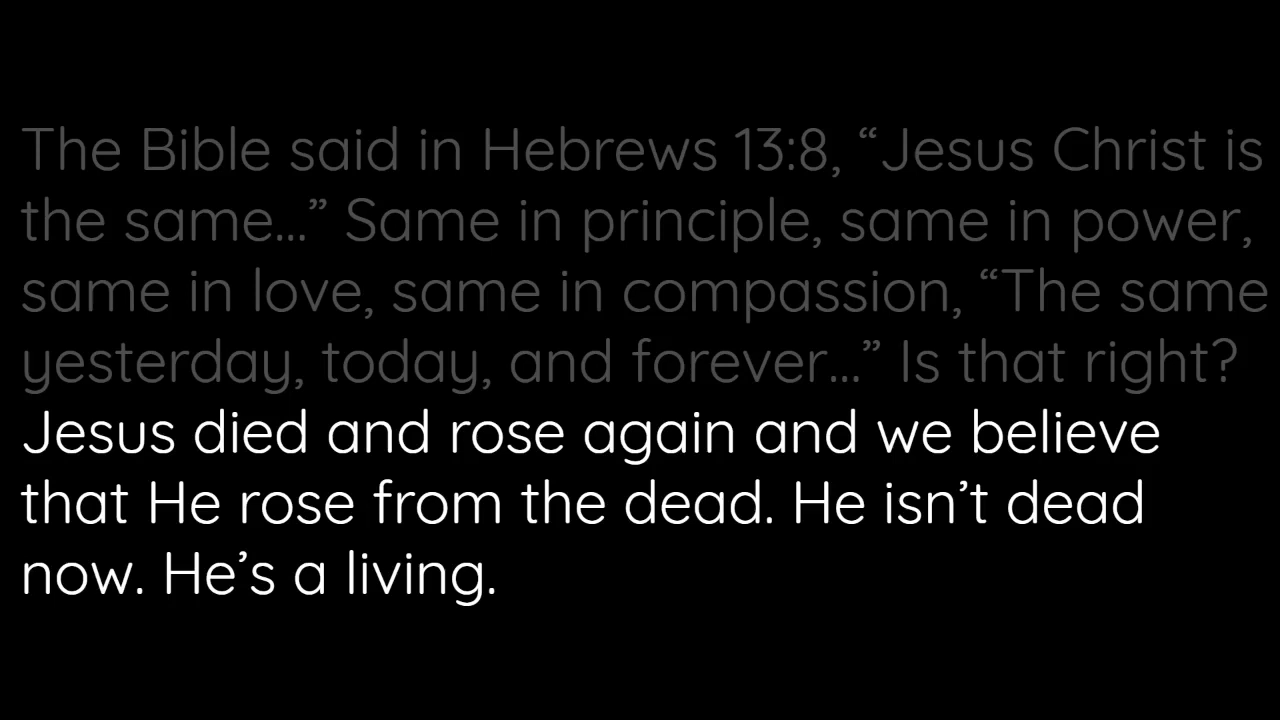 The Bible said in Hebrews 13:8, “Jesus Christ is
the same...” Same in principle, same in power,
same in love, same in compassion, “The same
yesterday, today, and forever...” Is that right?
Jesus died and rose again and we believe
that He rose from the dead. He isn’t dead
now. He’s a living.